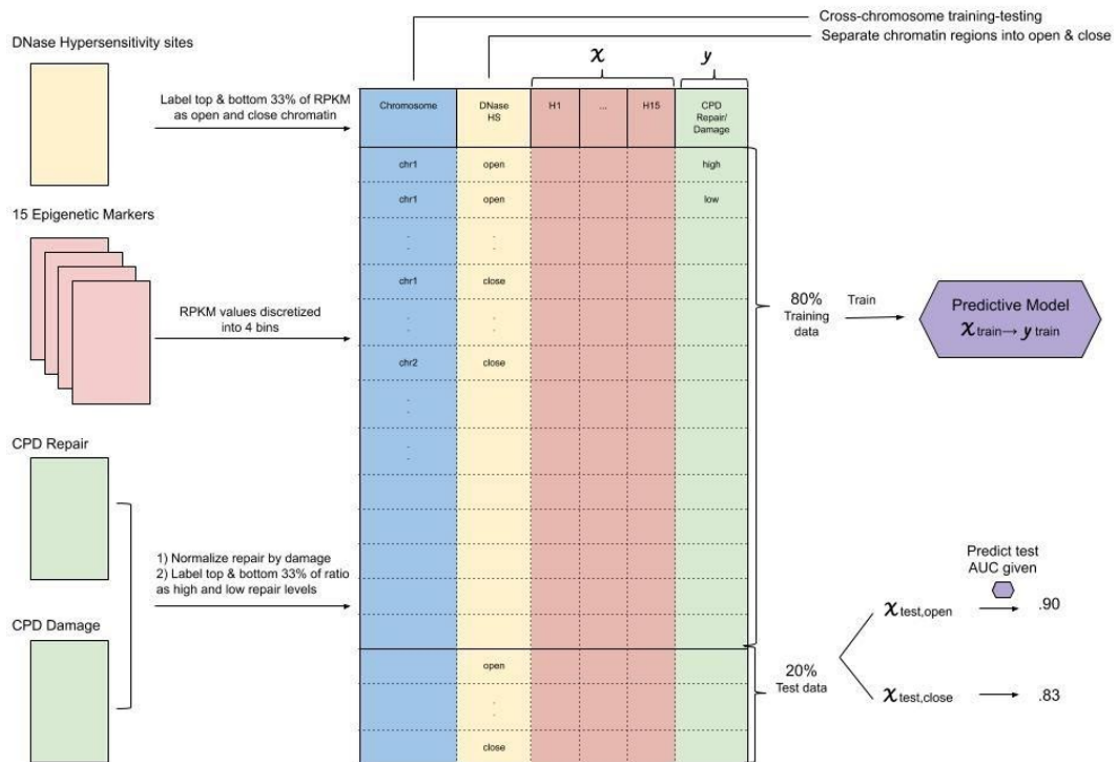 Cross-chromosome training-testing
Separate chromatin regions into open & close
DNase Hypersensitivity sites
Label top & bottom 33% of RPKM
as open and close chromatin
15 Epigenetic Markers
RPKM values discretized
into 4 bins
CPD Repair
CPD Damage
1) Normalize repair by damage
2) Label top & bottom 33% of ratio
as high and low repair levels
x y
Chromosome DNase HS H1 ... H15 CPD Repair/ Damage
chr1 open high
chr1 open low
. .
. .
chr1 close
. .
. .
chr2 close
.
.
.
.
open
.
.
close
80%
Training
data
Train
Predictive Model
x train→ y train
20%
Test data
Predict test
AUC given
x test,open .90
x test,close .83